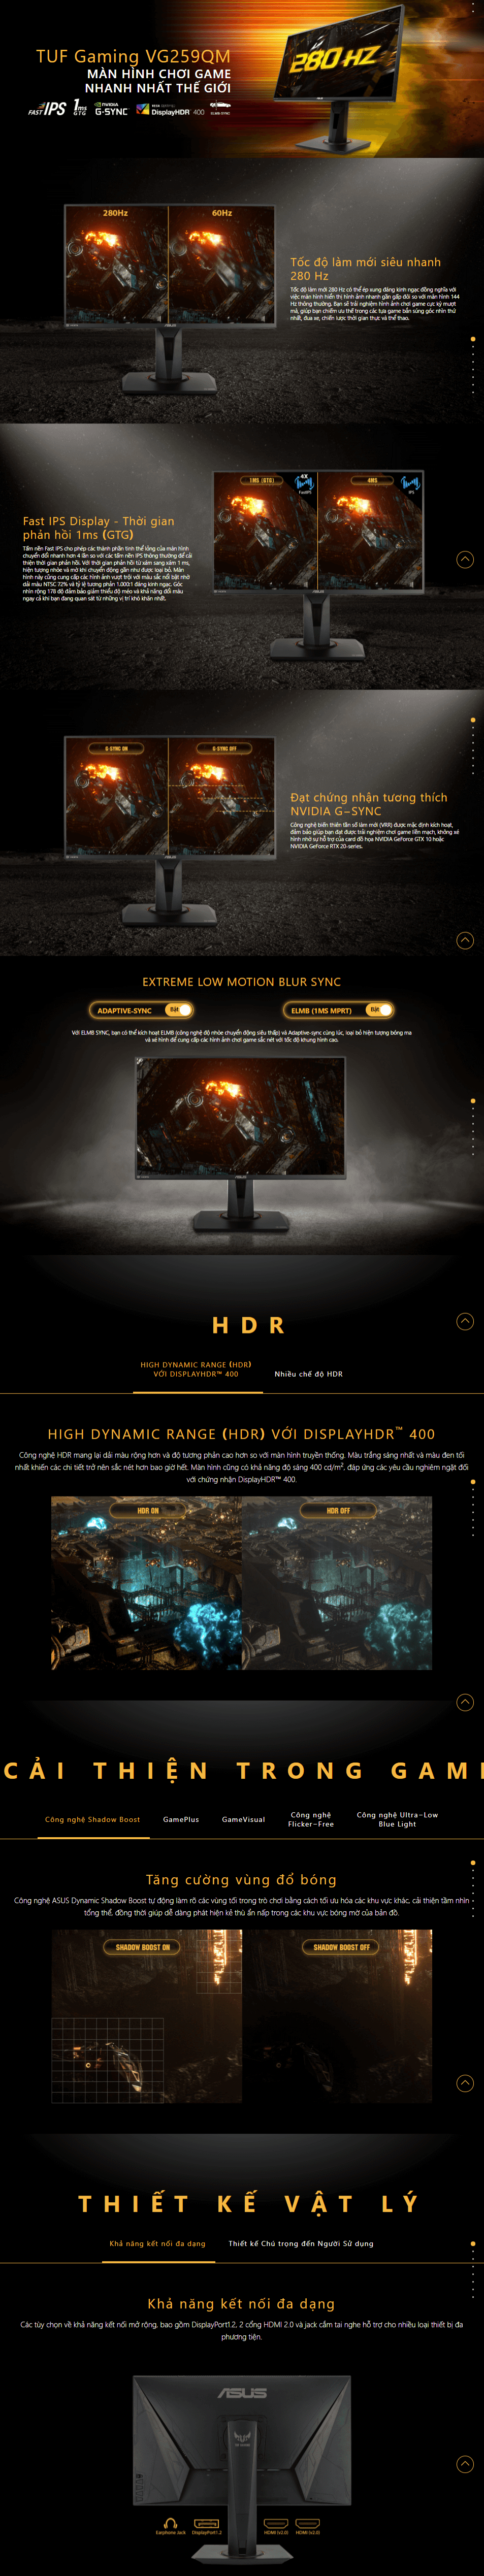 TUF Gaming VG259QM
MÀN HÌNH CHƠI GAME
NHANH NHẤT THẾ GIỚI
FAST IPS 1ms GTG NVIDIA G-SYNC DisplayHDR 400 ELMB-SYNC
280 HZ
280Hz 60Hz
Tốc độ làm mới siêu nhanh
280 Hz
Tốc độ làm mới 280 Hz có thể ép xung đáng kinh ngạc đồng nghĩa với
việc màn hình hiển thị hình ảnh nhanh gần gấp đôi so với màn hình 144
Hz thông thường. Bạn sẽ trải nghiệm hình ảnh chơi game cực kỳ mượt
mà, giúp bạn chiếm ưu thế trong các tựa game bắn súng góc nhìn thứ
nhất, đua xe, chiến lược thời gian thực và thể thao.
ASUS
1MS (GTG) 4X FastIPS 4MS IPS
Fast IPS Display - Thời gian
phản hồi 1ms (GTG)
Tấm nền Fast IPS cho phép các thành phần tinh thể lỏng của màn hình
chuyển đổi nhanh hơn 4 lần so với các tấm nền IPS thông thường để cải
thiện thời gian phản hồi. Với thời gian phản hồi từ xám sang xám 1 ms,
hiện tượng nhòe và mờ khi chuyển động gần như được loại bỏ. Màn
hình này cũng cung cấp các hình ảnh vượt trội với màu sắc nổi bật nhờ
dải màu NTSC 72% và tỷ lệ tương phản 1.000:1 đáng kinh ngạc. Góc
nhìn rộng 178 độ đảm bảo giảm thiểu độ méo và khả năng đổi màu
ngay cả khi bạn đang quan sát từ những vị trí khó khăn nhất.
G-SYNC ON G-SYNC OFF
Đạt chứng nhận tương thích
NVIDIA G-SYNC
Công nghệ biến thiên tần số làm mới (VRR) được mặc định kích hoạt,
đảm bảo giúp bạn đạt được trải nghiệm chơi game liền mạch, không xé
hình nhờ sự hỗ trợ của card đồ họa NVIDIA GeForce GTX 10 hoặc
NVIDIA GeForce RTX 20-series.
ASUS
EXTREME LOW MOTION BLUR SYNC
ADAPTIVE-SYNC Bật ELMB (1MS MPRT) Bật
Với ELMB SYNC, bạn có thể kích hoạt ELMB (công nghệ độ nhòe chuyển động siêu thấp) và Adaptive-sync cùng lúc, loại bỏ hiện tượng bóng ma
và xé hình để cung cấp các hình ảnh chơi game sắc nét với tốc độ khung hình cao.
ASUS
HDR
HIGH DYNAMIC RANGE (HDR)
VỚI DISPLAYHDR™ 400
Nhiều chế độ HDR
HIGH DYNAMIC RANGE (HDR) VỚI DISPLAYHDR™ 400
Công nghệ HDR mang lại dải màu rộng hơn và độ tương phản cao hơn so với màn hình truyền thống. Màu trắng sáng nhất và màu đen tối
nhất khiến các chi tiết trở nên sắc nét hơn bao giờ hết. Màn hình cũng có khả năng độ sáng 400 cd/m², đáp ứng các yêu cầu nghiêm ngặt đối
với chứng nhận DisplayHDR™ 400.
HDR ON HDR OFF
CẢI THIỆN TRONG GAM
Công nghệ Shadow Boost
GamePlus
GameVisual
Công nghệ
Flicker-Free
Công nghệ Ultra-Low
Blue Light
Tăng cường vùng đổ bóng
Công nghệ ASUS Dynamic Shadow Boost tự động làm rõ các vùng tối trong trò chơi bằng cách tối ưu hóa các khu vực khác, cải thiện tầm nhìn
tổng thể, đồng thời giúp dễ dàng phát hiện kẻ thù ẩn nấp trong các khu vực bóng mờ của bản đồ.
SHADOW BOOST ON SHADOW BOOST OFF
THIẾT KẾ VẬT LÝ
Khả năng kết nối đa dạng Thiết kế Chú trọng đến Người Sử dụng
Khả năng kết nối đa dạng
Các tùy chọn về khả năng kết nối mở rộng, bao gồm DisplayPort1.2, 2 cổng HDMI 2.0 và jack cắm tai nghe hỗ trợ cho nhiều loại thiết bị đa
phương tiện.
ASUS
TUF GAMING
Earphone Jack DisplayPort1.2 HDMI (v2.0) HDMI (v2.0)